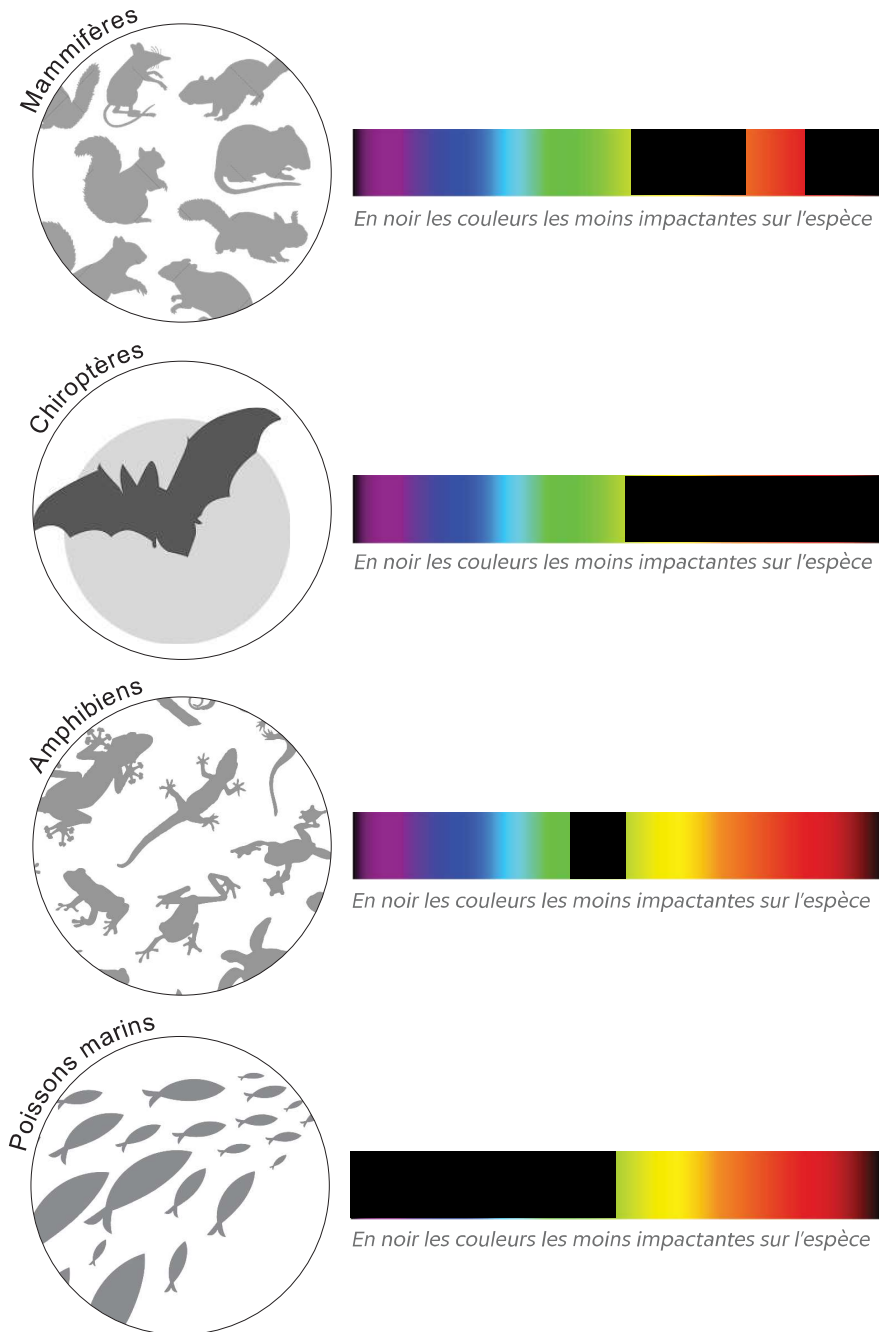 Mammifères
En noir les couleurs les moins impactantes sur l'espèce
Chiroptères
En noir les couleurs les moins impactantes sur l'espèce
Amphibiens
En noir les couleurs les moins impactantes sur l'espèce
Poissons marins
En noir les couleurs les moins impactantes sur l'espèce